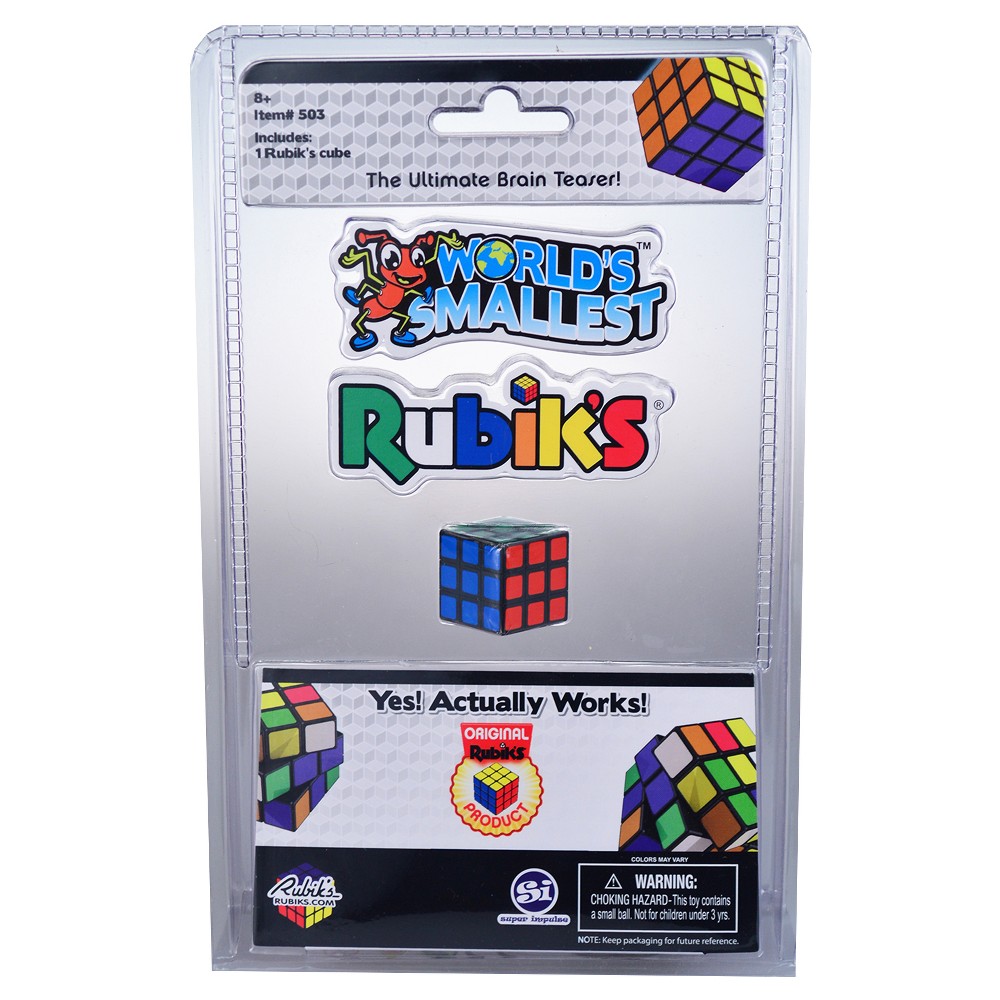 8+
Item# 503
Includes:
1 Rubik's cube
The Ultimate Brain Teaser!
WORLD'S™
SMALLEST
Rubik's®
Yes! Actually Works!
ORIGINAL
Rubik's
PRODUCT
COLORS MAY VARY
Rubik's
RUBIKS.COM
Si
super impulse
WARNING:
CHOKING HAZARD-This toy contains
a small ball. Not for children under 3 yrs.
NOTE: Keep packaging for future reference.